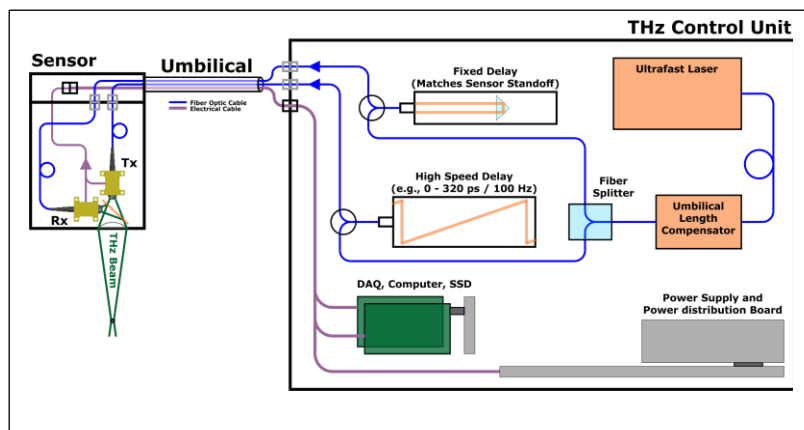 THz Control Unit
Sensor
Umbilical
Fiber Optic Cable
Electrical Cable
Fixed Delay
(Matches Sensor Standoff)
Ultrafast Laser
Tx
Rx
THz Beam
High Speed Delay
(e.g., 0 - 320 ps / 100 Hz)
Fiber
Splitter
Umbilical
Length
Compensator
DAQ, Computer, SSD
Power Supply and
Power distribution Board